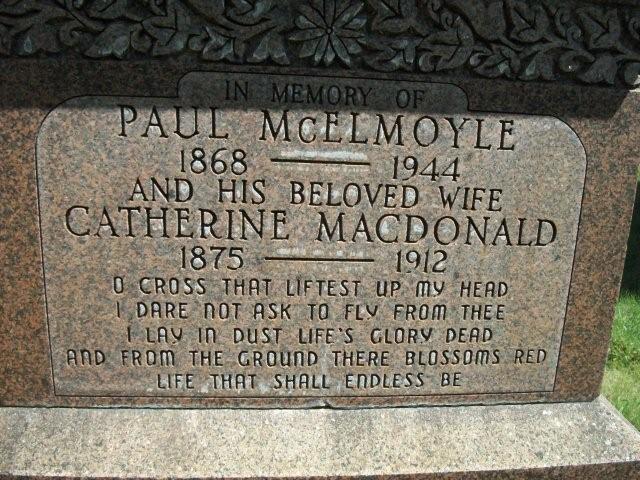 IN MEMORY OF
PAUL McELMOYLE
1868 — 1944
AND HIS BELOVED WIFE
CATHERINE MACDONALD
1875 — 1912
O CROSS THAT LIFTEST UP MY HEAD
I DARE NOT ASK TO FLY FROM THEE
I LAY IN DUST LIFE'S GLORY DEAD
AND FROM THE GROUND THERE BLOSSOMS RED
LIFE THAT SHALL ENDLESS BE